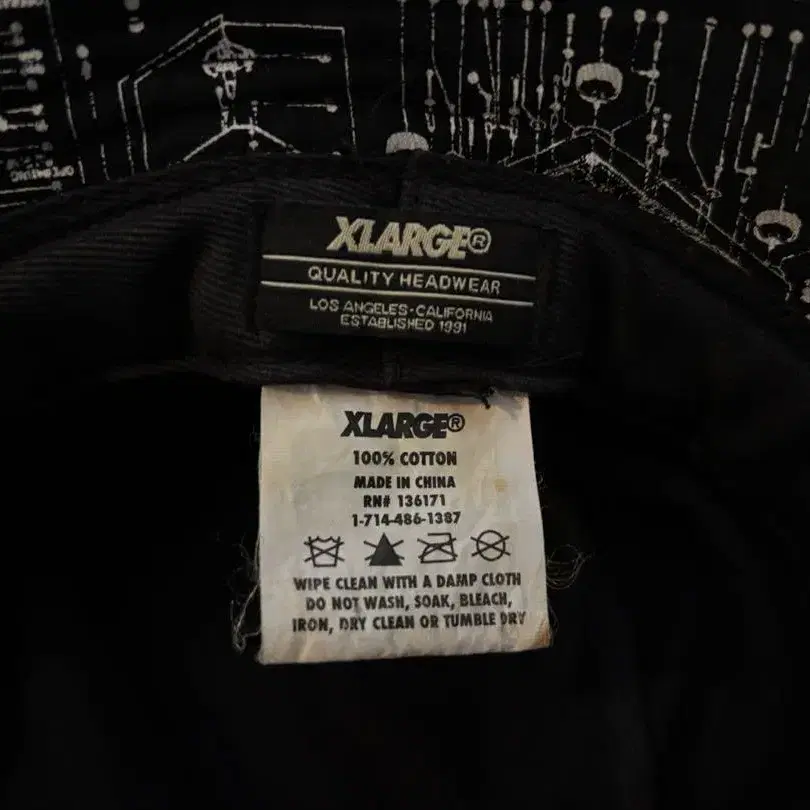 XLARGE®
QUALITY HEADWEAR
LOS ANGELES-CALIFORNIA
ESTABLISHED 1991
XLARGE®
100% COTTON
MADE IN CHINA
RN# 136171
1-714-486-1387
WIPE CLEAN WITH A DAMP CLOTH
DO NOT WASH, SOAK, BLEACH,
IRON, DRY CLEAN OR TUMBLE DRY